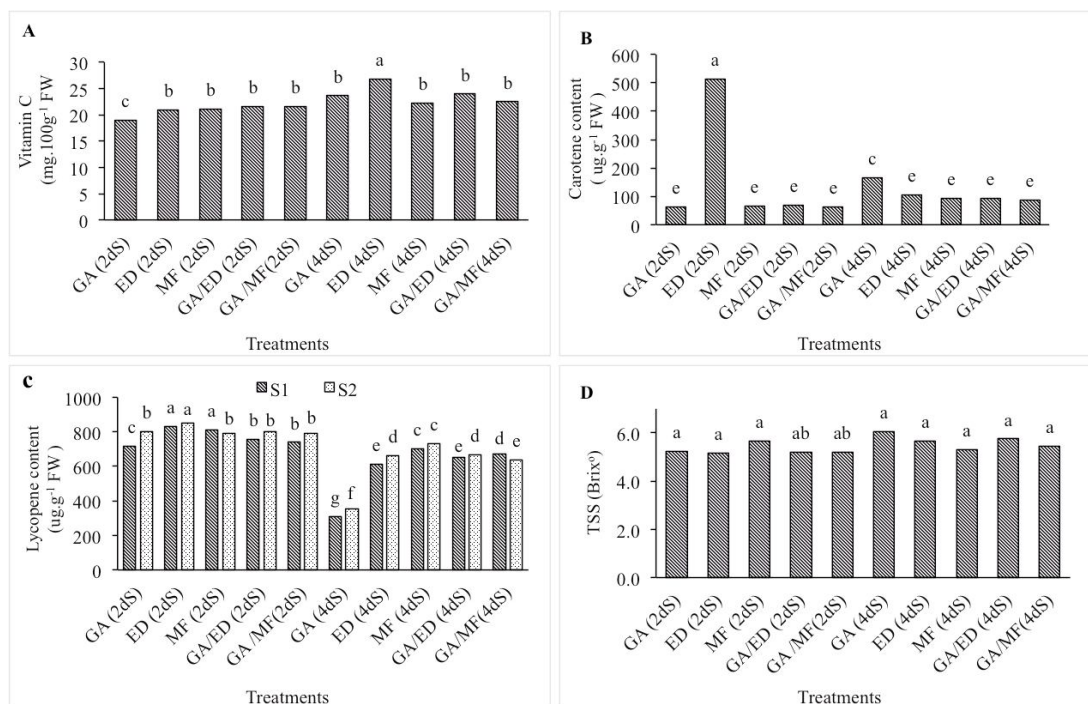 A
Vitamin C
(mg.100g-1 FW
30
25
20
15
10
5
0
c b b b b b a b b b
GA (2dS) ED (2dS) MF (2dS) GA/ED (2dS) GA /MF(2dS) GA (4dS) ED (4dS) MF (4dS) GA/ED (4dS) GA/MF(4dS)
Treatments
B
Carotene content
( ug.g-1 FW )
600
500
400
300
200
100
0
e a e e e c e e e e
GA (2dS) ED (2dS) MF (2dS) GA/ED (2dS) GA /MF(2dS) GA (4dS) ED (4dS) MF (4dS) GA/ED (4dS) GA/MF(4dS)
Treatments
c
S1 S2
Lycopene content
(ug.g-1 FW)
1000
800
600
400
200
0
c b a a a b b b b b g f e d c c e d d e
GA (2dS) ED (2dS) MF (2dS) GA/ED (2dS) GA /MF(2dS) GA (4dS) ED (4dS) MF (4dS) GA/ED (4dS) GA/MF(4dS)
Treatments
D
TSS (Brixº)
6.0
4.0
2.0
0.0
a a a ab ab a a a a a
GA (2dS) ED (2dS) MF (2dS) GA/ED (2dS) GA /MF(2dS) GA (4dS) ED (4dS) MF (4dS) GA/ED (4dS) GA/MF(4dS)
Treatments